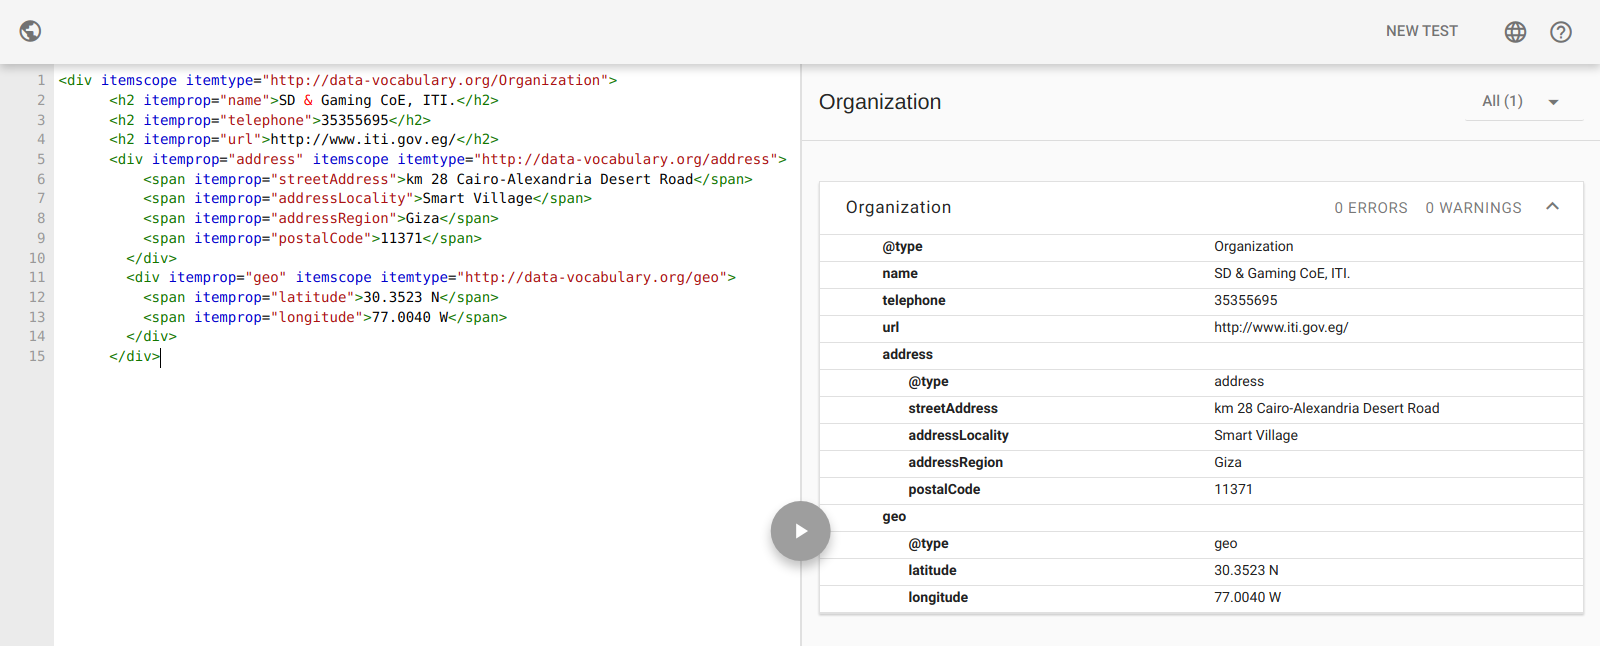 NEW TEST
1 <div itemscope itemtype="http://data-vocabulary.org/Organization">
2 <h2 itemprop="name">SD & Gaming CoE, ITI.</h2>
3 <h2 itemprop="telephone">35355695</h2>
4 <h2 itemprop="url">http://www.iti.gov.eg/</h2>
5 <div itemprop="address" itemscope itemtype="http://data-vocabulary.org/address">
6 <span itemprop="streetAddress">km 28 Cairo-Alexandria Desert Road</span>
7 <span itemprop="addressLocality">Smart Village</span>
8 <span itemprop="addressRegion">Giza</span>
9 <span itemprop="postalCode">11371</span>
10 </div>
11 <div itemprop="geo" itemscope itemtype="http://data-vocabulary.org/geo">
12 <span itemprop="latitude">30.3523 N</span>
13 <span itemprop="longitude">77.0040 W</span>
14 </div>
15 </div>
Organization All (1)
Organization 0 ERRORS 0 WARNINGS
@type Organization
name SD & Gaming CoE, ITI.
telephone 35355695
url http://www.iti.gov.eg/
address
@type address
streetAddress km 28 Cairo-Alexandria Desert Road
addressLocality Smart Village
addressRegion Giza
postalCode 11371
geo
@type geo
latitude 30.3523 N
longitude 77.0040 W